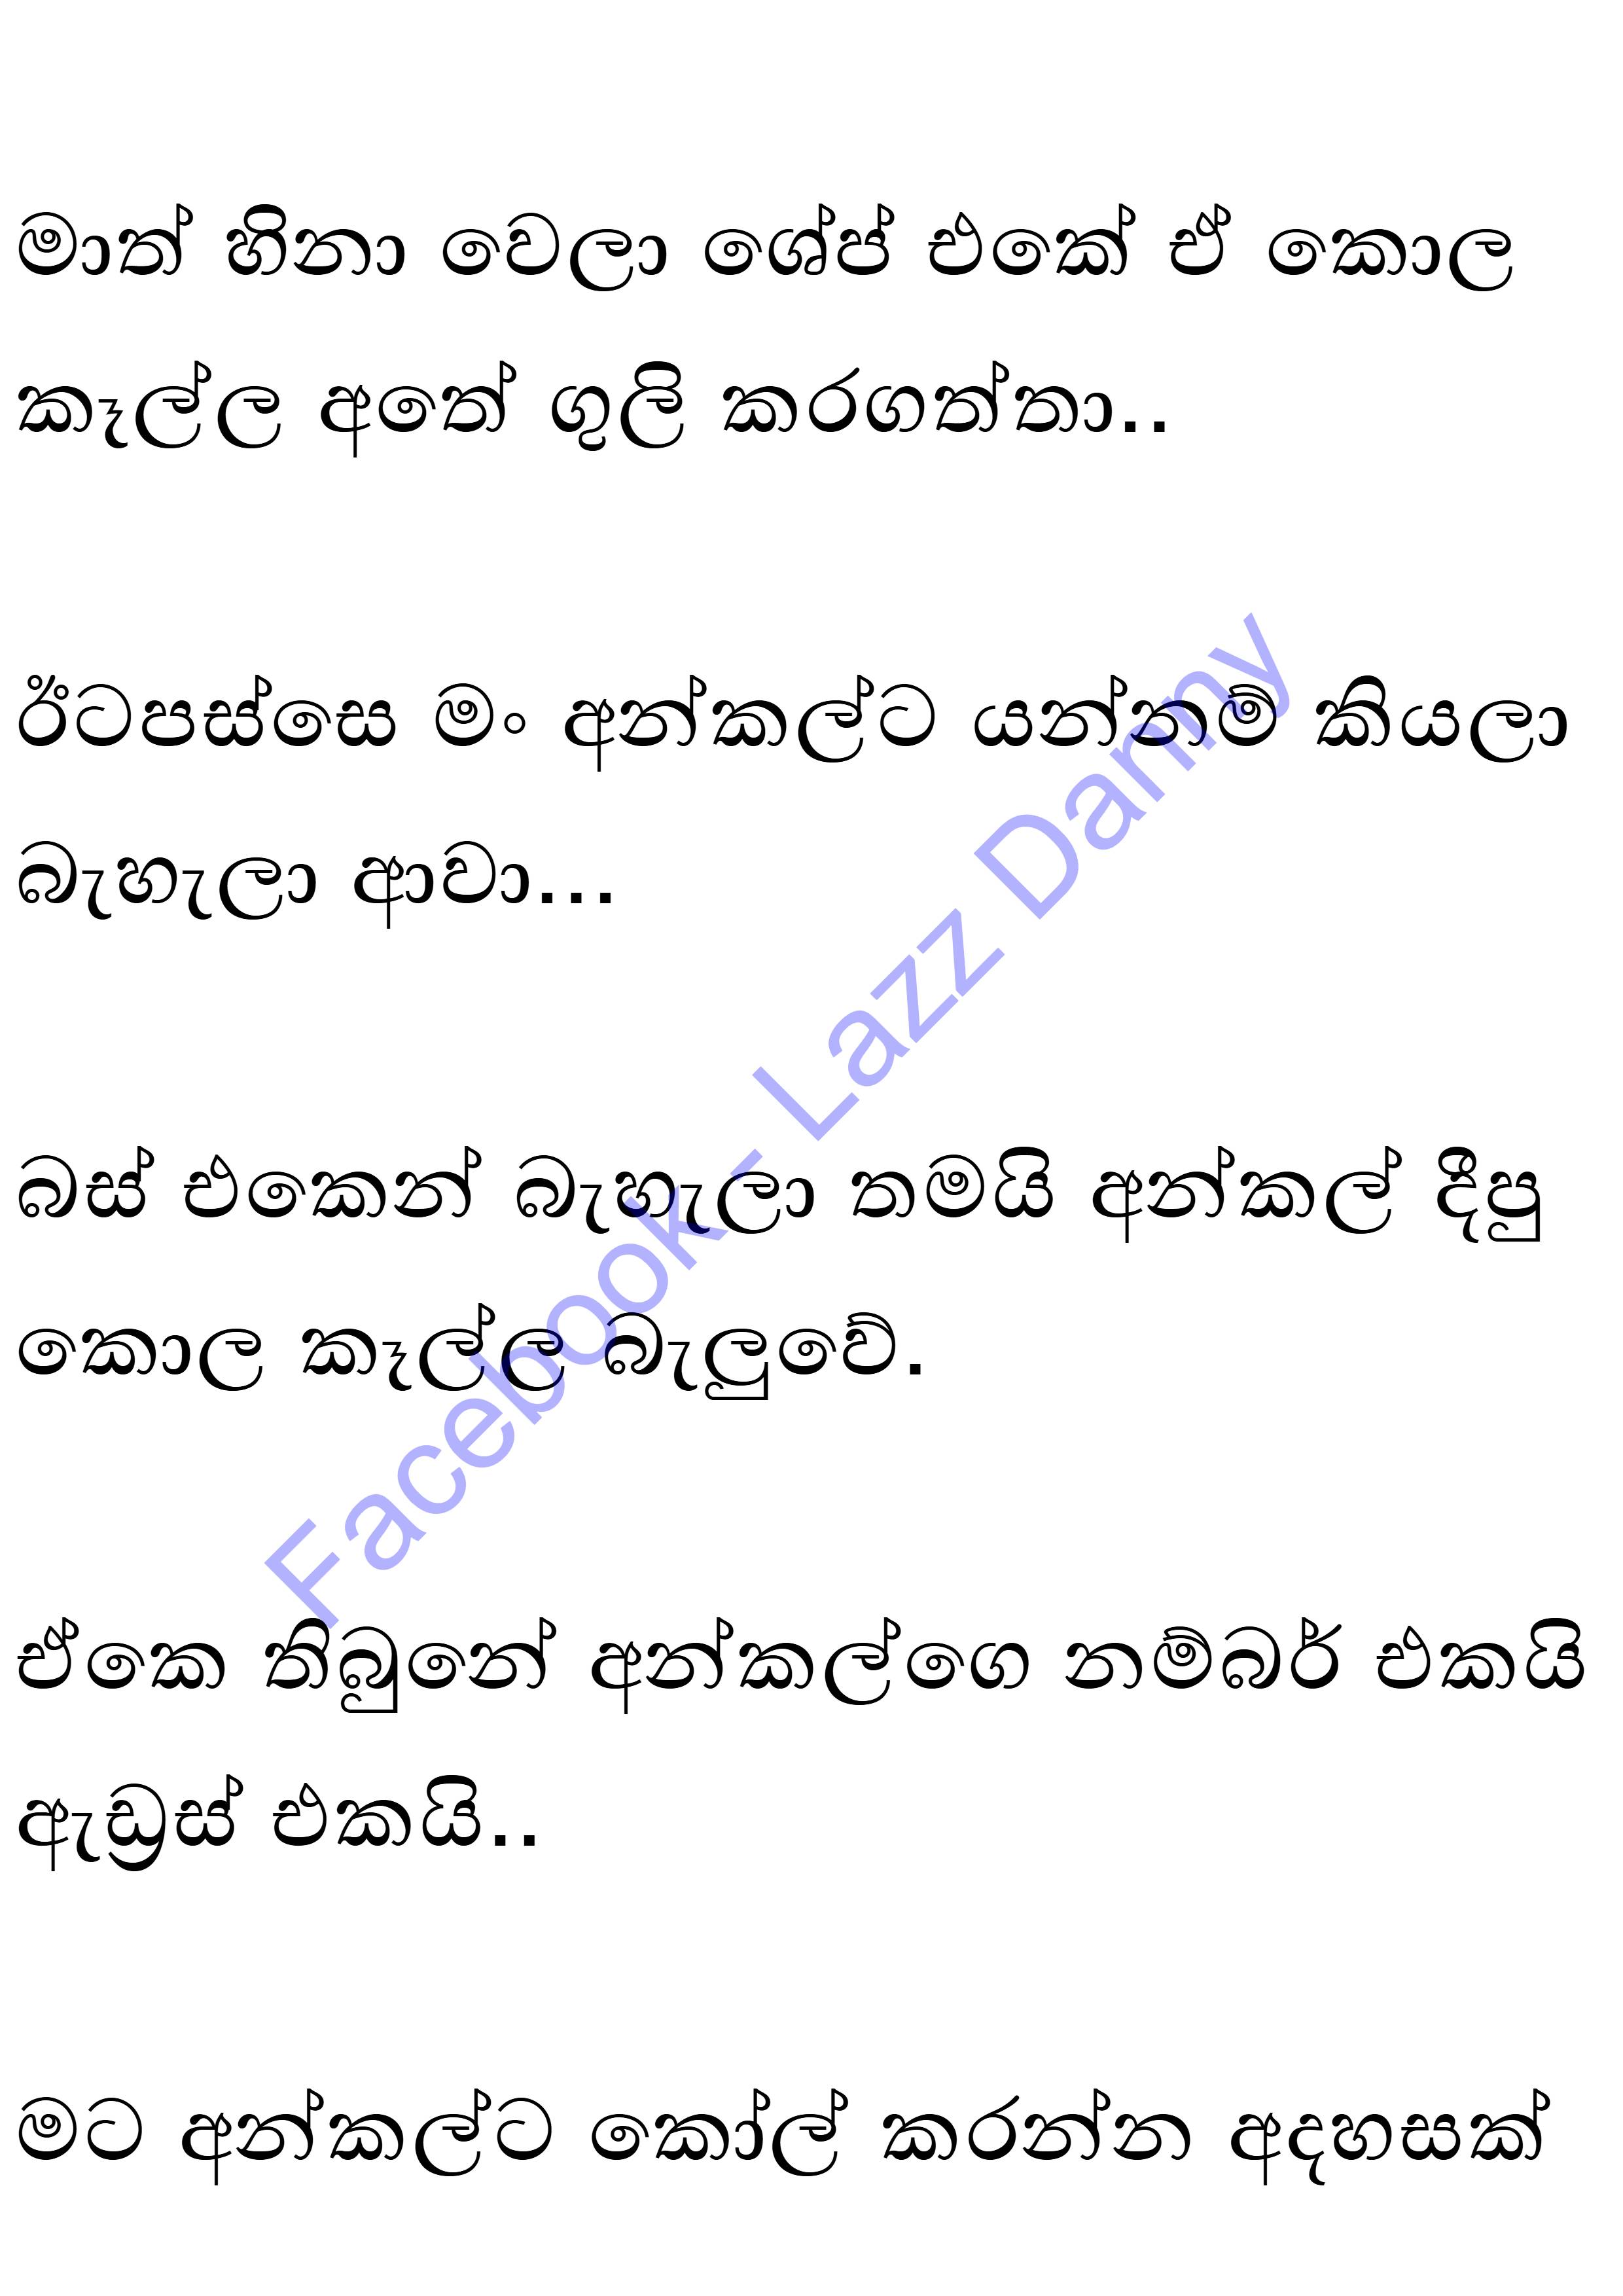 මාත් හිනා වෙලා ශේප් එකේ ඒ කොල
කෑල්ල අතේ ගුලි කරගත්තා..
ඊටපස්සෙ මං අන්කල්ට යන්නම් කියලා
බැහැලා ආවා...
බස් එකෙන් බැහැලා තමයි අන්කල් දීපු
කොල කෑල්ල බැලුවේ.
ඒකෙ තිබුනේ අන්කල්ගෙ නම්බර් එකයි
ඇඩ්‍රස් එකයි..
මට අන්කල්ට කෝල් කරන්න අදහසක්
Facebook- Lazz Danny